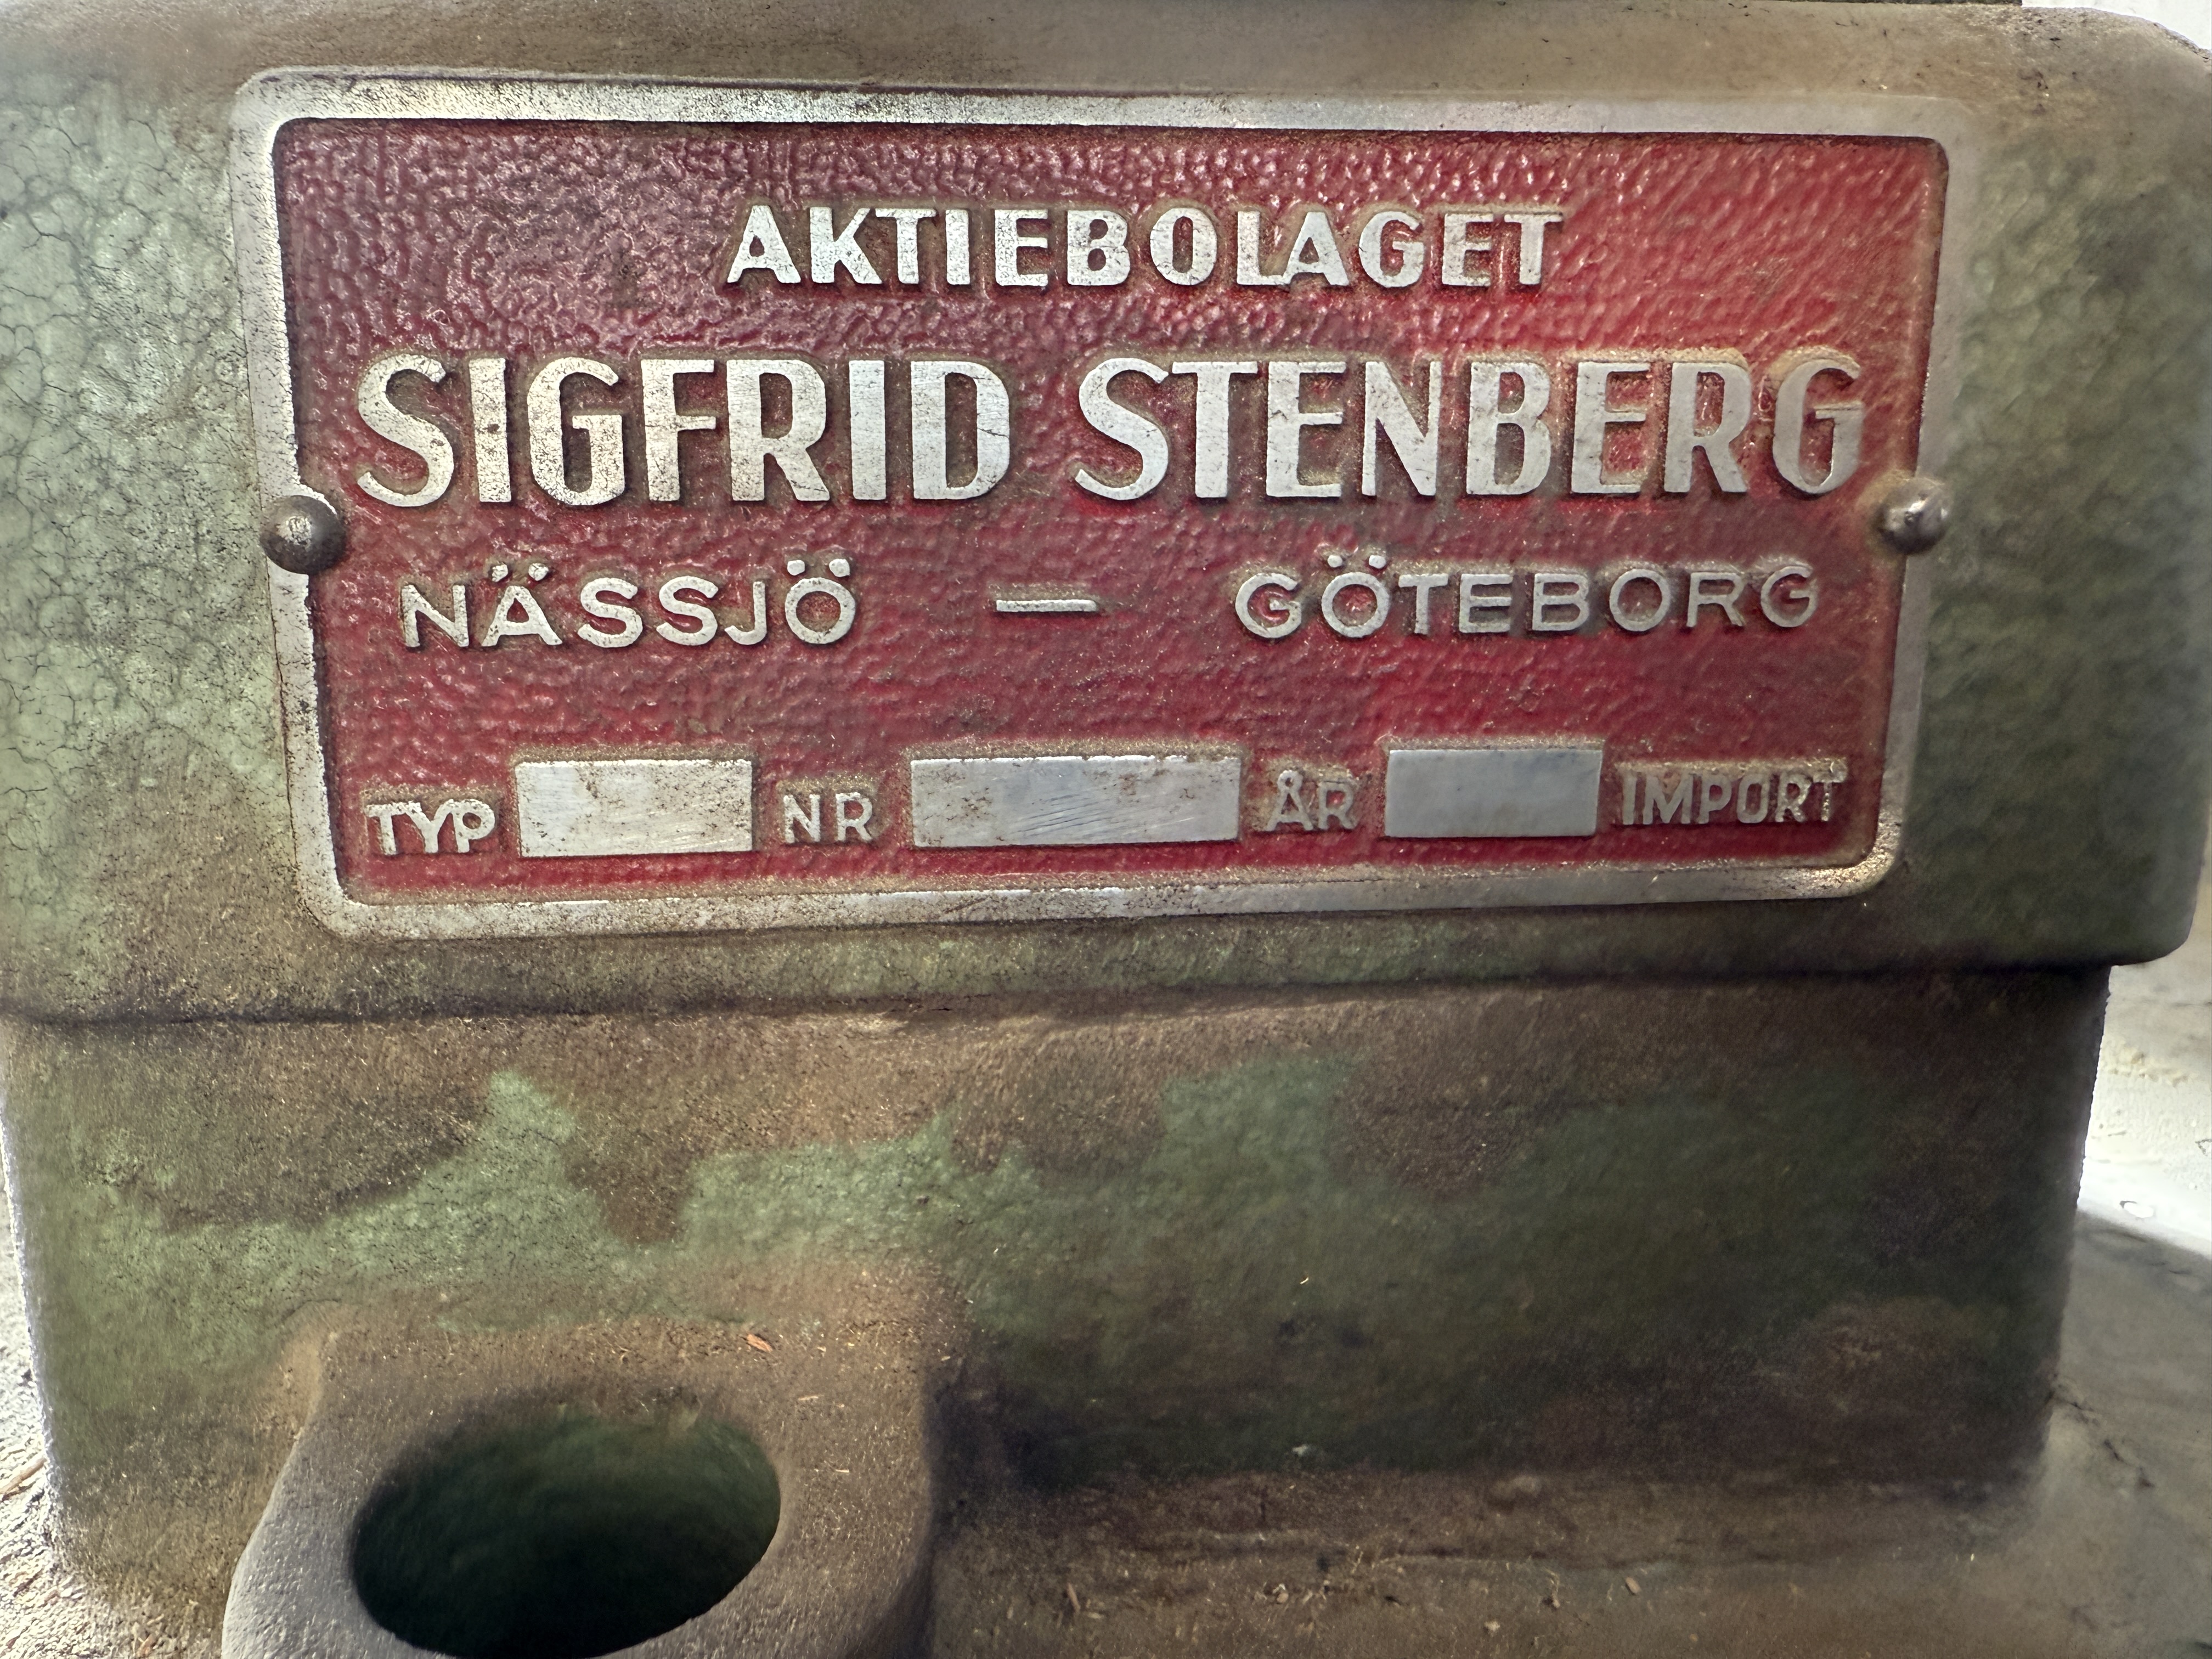 AKTIEBOLAGET
SIGFRID STENBERG
NÄSSJÖ — GÖTEBORG
TYP NR ÅR IMPORT